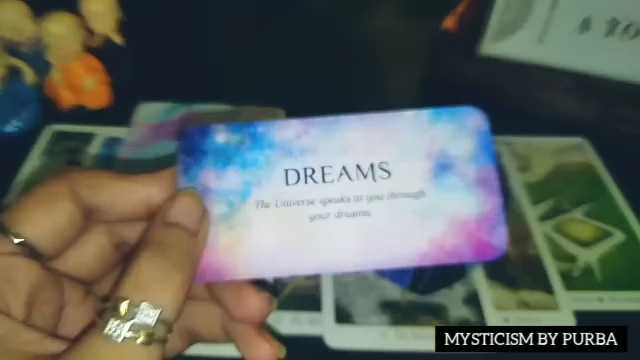 DREAMS
The Universe speaks to you through
your dreams.
MYSTICISM BY PURBA